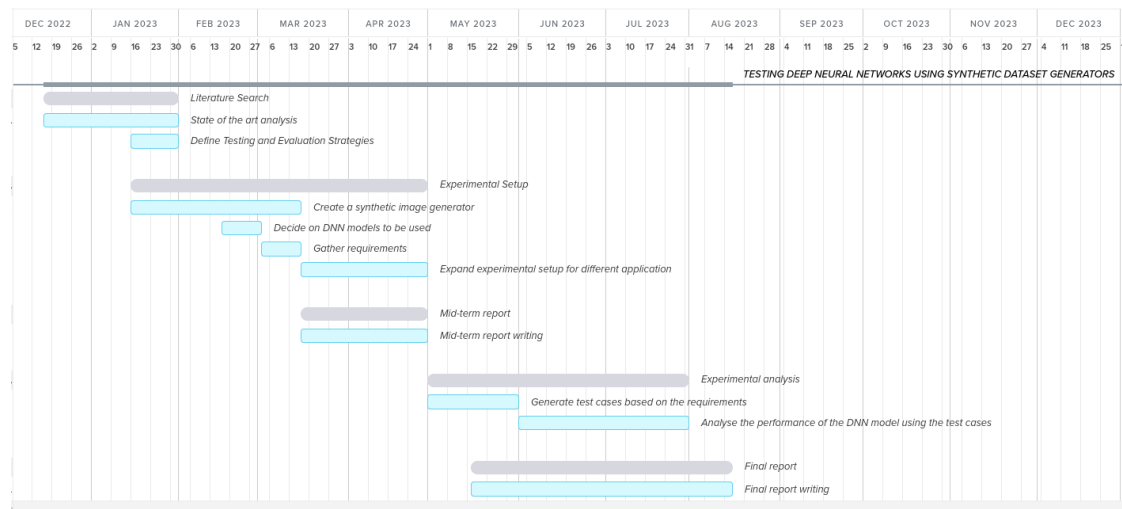 DEC 2022 JAN 2023 FEB 2023 MAR 2023 APR 2023 MAY 2023 JUN 2023 JUL 2023 AUG 2023 SEP 2023 OCT 2023 NOV 2023 DEC 2023
5 12 19 26 2 9 16 23 30 6 13 20 27 6 13 20 27 3 10 17 24 1 8 15 22 29 5 12 19 26 3 10 17 24 31 7 14 21 28 4 11 18 25 2 9 16 23 30 6 13 20 27 4 11 18 25
TESTING DEEP NEURAL NETWORKS USING SYNTHETIC DATASET GENERATORS
Literature Search
State of the art analysis
Define Testing and Evaluation Strategies
Experimental Setup
Create a synthetic image generator
Decide on DNN models to be used
Gather requirements
Expand experimental setup for different application
Mid-term report
Mid-term report writing
Experimental analysis
Generate test cases based on the requirements
Analyse the performance of the DNN model using the test cases
Final report
Final report writing